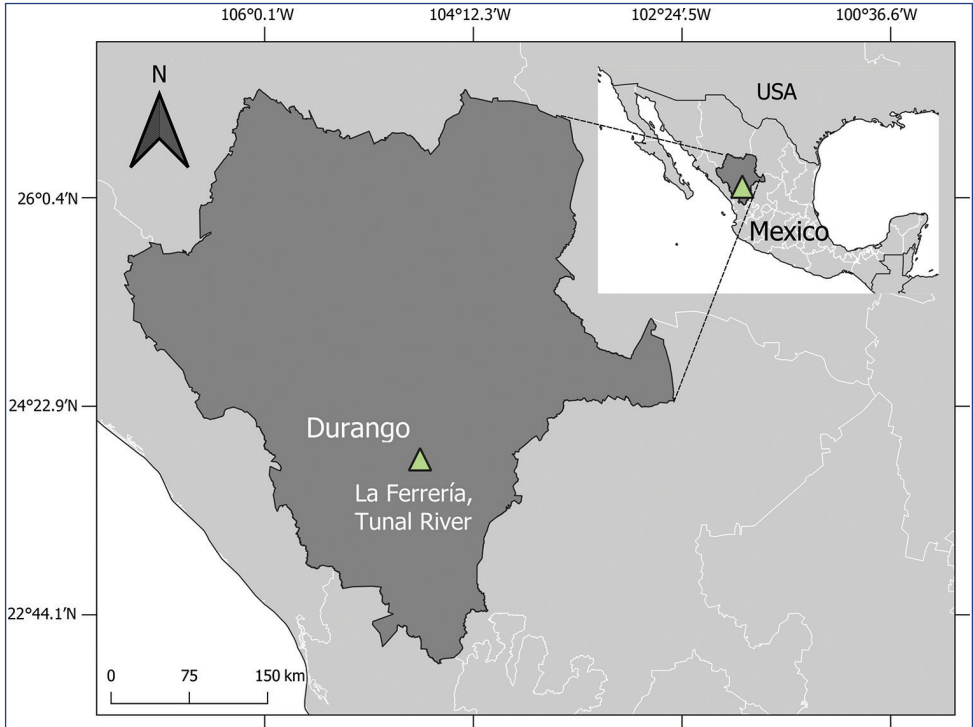 106°0.1′W
104°12.3′W
102°24.5′W
100°36.6′W
N
USA
26°0.4′N
Mexico
24°22.9′N
Durango
La Ferrería,
Tunal River
22°44.1′N
0
75
150 km